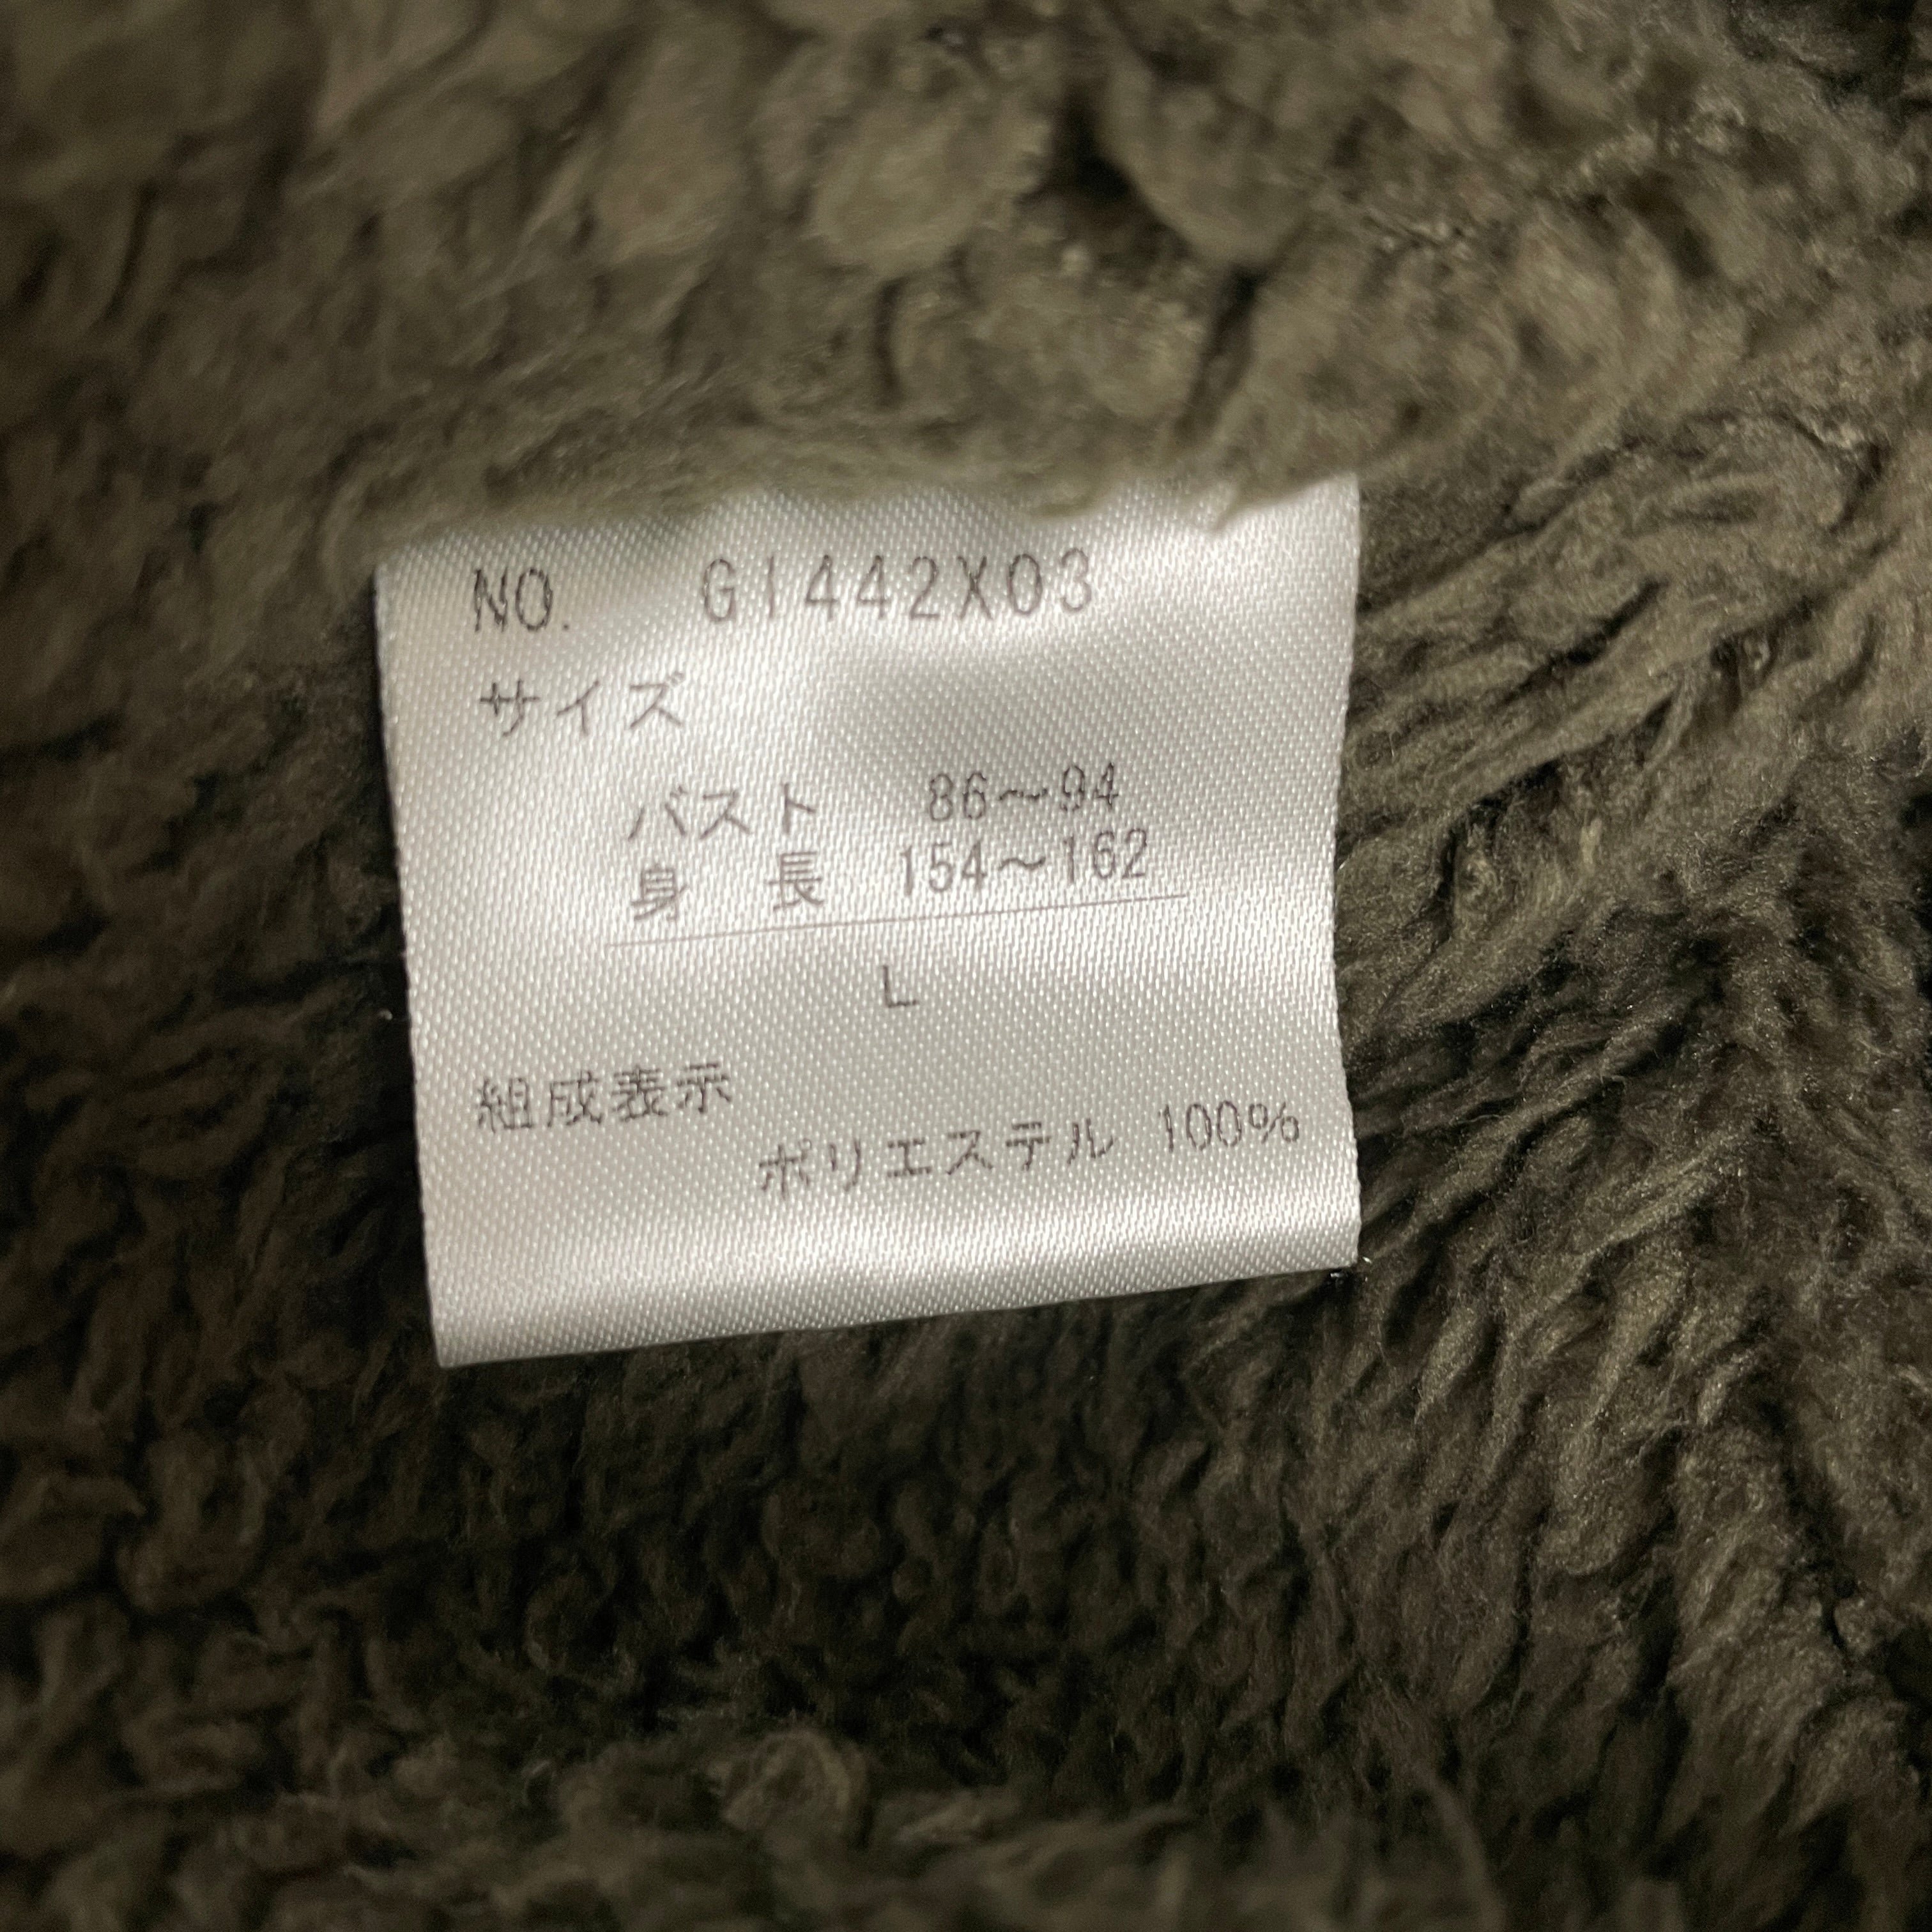 NO. G1442X03
サイズ
バスト 86～94
身 長 154～162
L
組成表示
ポリエステル 100%